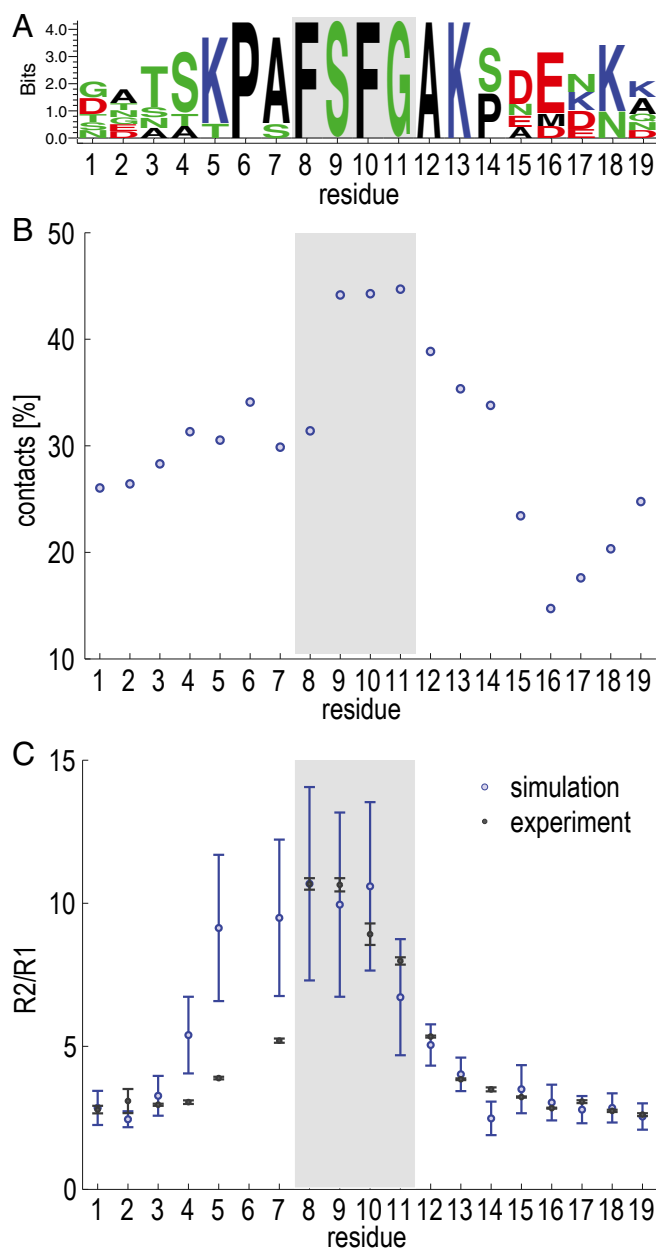 A
Bits
4.0
3.0
2.0
1.0
0.0
G D T S N
A T N G E D
T S N A
S T A
K T
P
A S
F
S
F
G
A
K
S P
D N E A
E M D
N K D E
K N
K A G N D
1 2 3 4 5 6 7 8 9 10 11 12 13 14 15 16 17 18 19
residue
B
contacts [%]
50
40
30
20
10
1 2 3 4 5 6 7 8 9 10 11 12 13 14 15 16 17 18 19
residue
C
R2/R1
15
10
5
0
simulation
experiment
1 2 3 4 5 6 7 8 9 10 11 12 13 14 15 16 17 18 19
residue